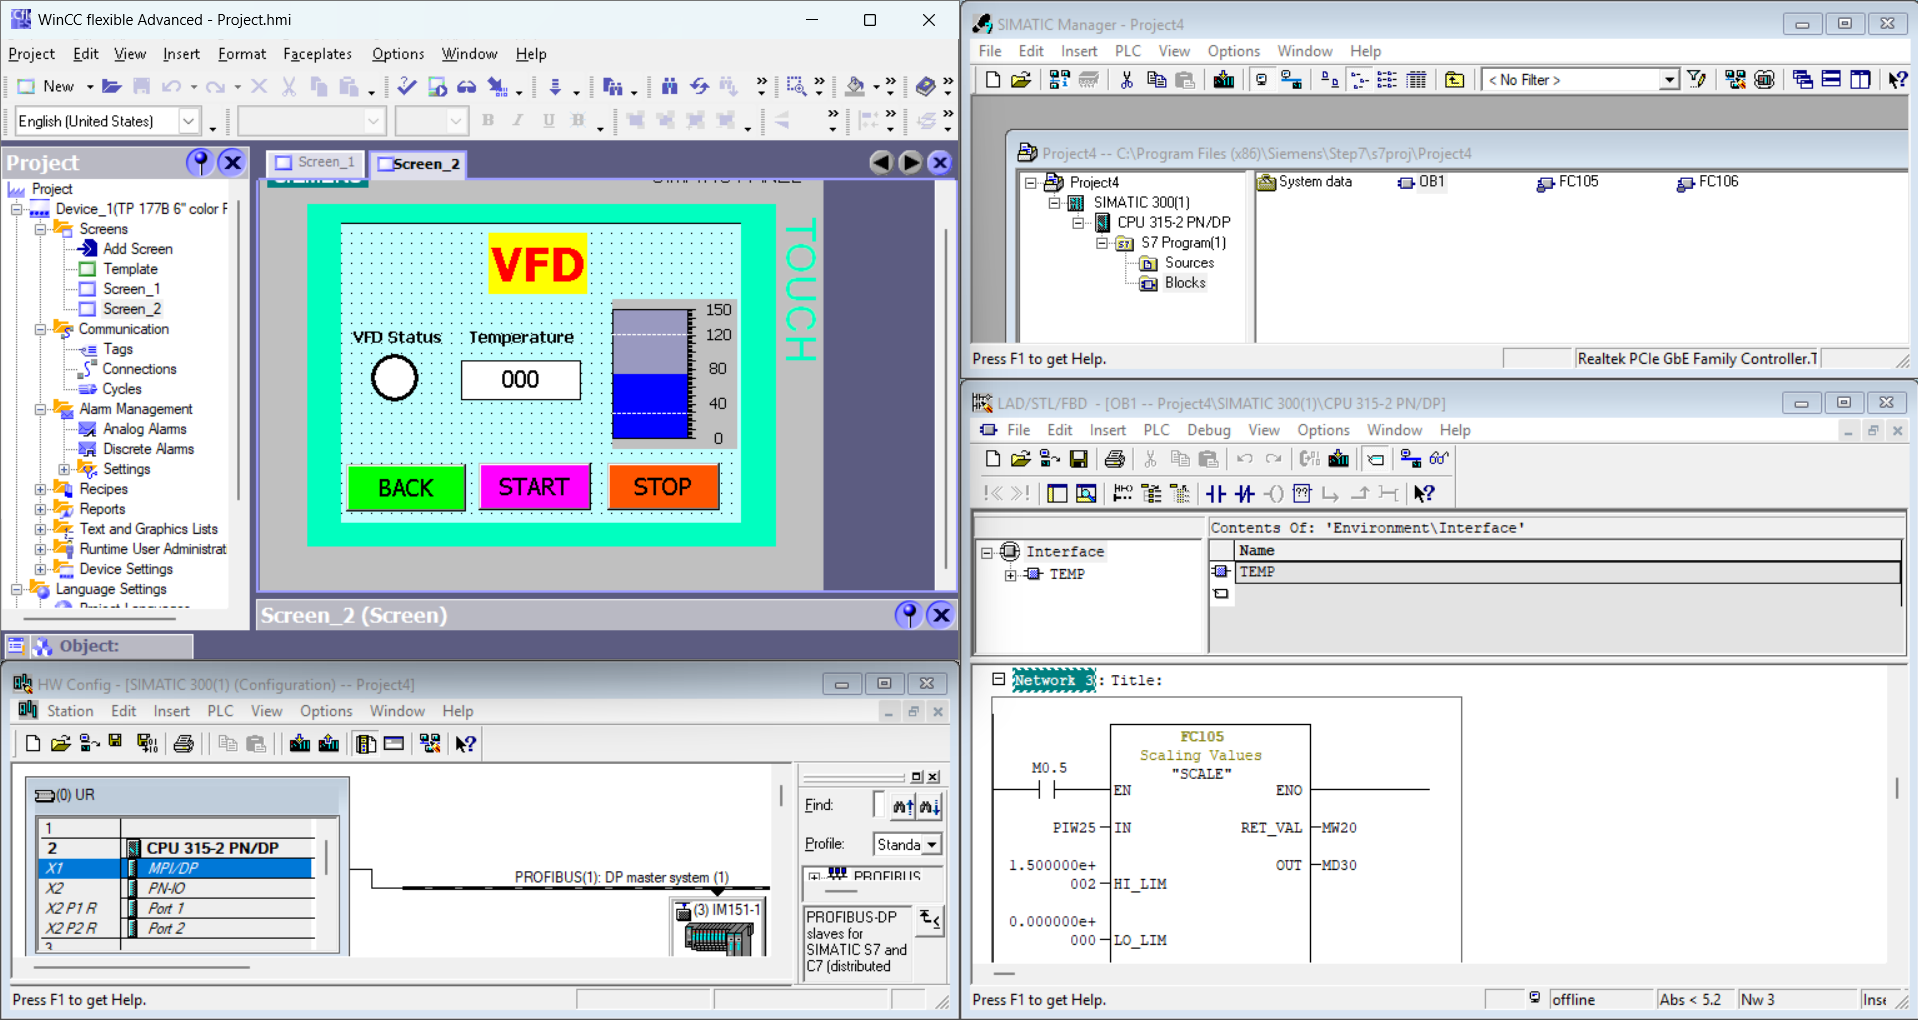 WinCC flexible Advanced - Project.hmi
Project Edit View Insert Format Faceplates Options Window Help
New
English (United States)
Project
Screen_1
Screen_2
Project
Device_1(TP 177B 6" color F
Screens
Add Screen
Template
Screen_1
Screen_2
Communication
Tags
Connections
Cycles
Alarm Management
Analog Alarms
Discrete Alarms
Settings
Recipes
Reports
Text and Graphics Lists
Runtime User Administrat
Device Settings
Language Settings
TOUCH
VFD
VFD Status
Temperature
000
150
120
80
40
0
BACK
START
STOP
Screen_2 (Screen)
Object:
HW Config - [SIMATIC 300(1) (Configuration) -- Project4]
Station Edit Insert PLC View Options Window Help
(0) UR
1
2 CPU 315-2 PN/DP
X1 MPI/DP
X2 PN-IO
X2 P1 R Port 1
X2 P2 R Port 2
3
PROFIBUS(1): DP master system (1)
(3) IM151-1
Find:
Profile:
Standa
PROFIBUS
PROFIBUS-DP
slaves for
SIMATIC S7 and
C7 (distributed
Press F1 to get Help.
SIMATIC Manager - Project4
File Edit Insert PLC View Options Window Help
< No Filter >
Project4 -- C:\Program Files (x86)\Siemens\Step7\s7proj\Project4
Project4
SIMATIC 300(1)
CPU 315-2 PN/DP
S7 Program(1)
Sources
Blocks
System data
OB1
FC105
FC106
Press F1 to get Help.
Realtek PCIe GbE Family Controller.T
LAD/STL/FBD - [OB1 -- Project4\SIMATIC 300(1)\CPU 315-2 PN/DP]
File Edit Insert PLC Debug View Options Window Help
Interface
TEMP
Contents Of: 'Environment\Interface'
Name
TEMP
Network 3: Title:
FC105
Scaling Values
"SCALE"
M0.5
EN ENO
PIW25 IN RET_VAL MW20
1.500000e+
002 HI_LIM
OUT MD30
0.000000e+
000 LO_LIM
Press F1 to get Help.
offline
Abs < 5.2
Nw 3
Inse